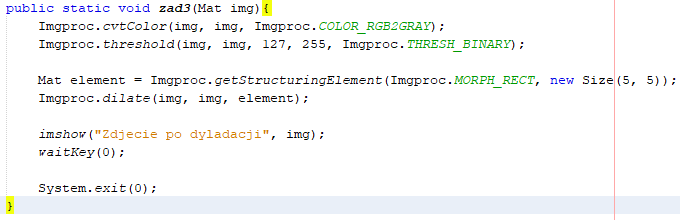 public static void zad3(Mat img){
Imgproc.cvtColor(img, img, Imgproc.COLOR_RGB2GRAY);
Imgproc.threshold(img, img, 127, 255, Imgproc.THRESH_BINARY);
Mat element = Imgproc.getStructuringElement(Imgproc.MORPH_RECT, new Size(5, 5));
Imgproc.dilate(img, img, element);
imshow("Zdjecie po dyladacji", img);
waitKey(0);
System.exit(0);
}